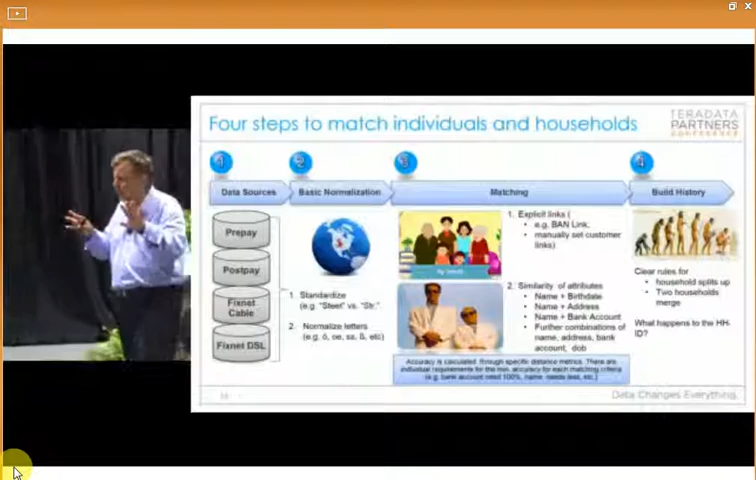 Four steps to match individuals and households
TERADATA
PARTNERS
CONFERENCE
1
2
3
4
Data Sources
Basic Normalization
Matching
Build History
Prepay
Postpay
Fixnet
Cable
Fixnet DSL
1. Standardize
(e.g. "Steet" vs. "Str."
2. Normalize letters
(e.g. ö, oe, ss, ß, etc)
1. Explicit links (
• e.g. BAN Link,
• manually set customer
links)
2. Similarity of attributes
• Name + Birthdate
• Name + Address
• Name + Bank Account
• Further combinations of
name, address, bank
account, dob
Accuracy is calculated through specific distance metrics. There are
individual requirements for the min. accuracy for each matching criteria
(e.g. bank account need 100%, name needs less, etc.)
Clear rules for
• household splits up
• Two households
merge
What happens to the HH-
ID?
Data Changes Everything.